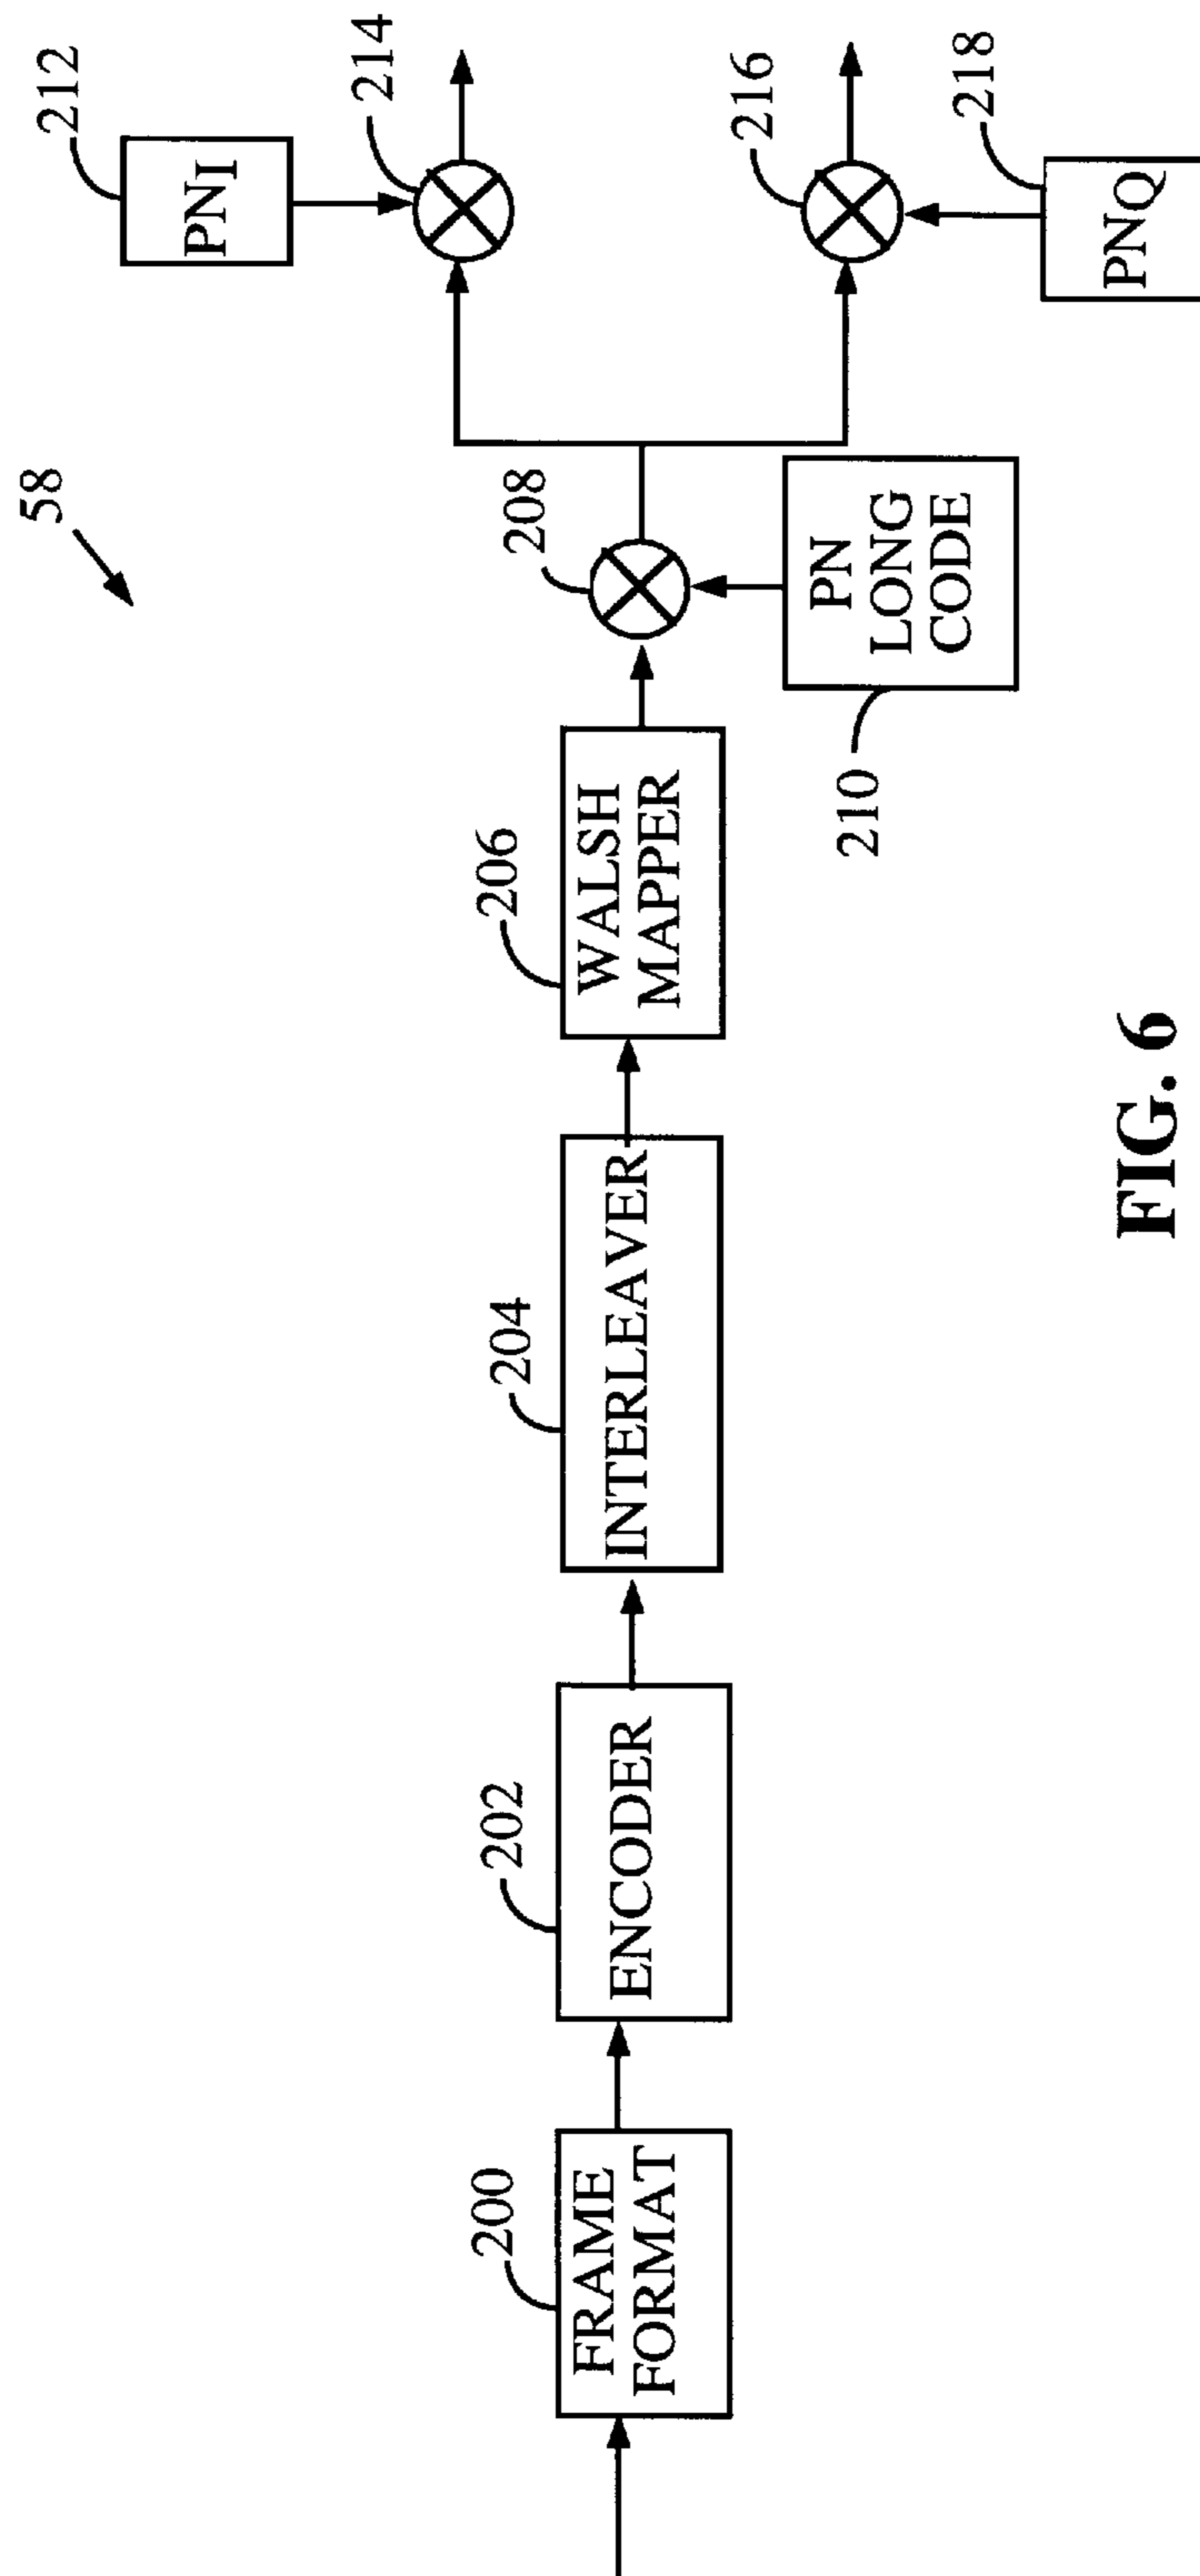 58
200
FRAME
FORMAT
202
ENCODER
204
INTERLEAVER
206
WALSH
MAPPER
208
210
PN
LONG
CODE
212
PNI
214
216
218
PNQ
FIG. 6